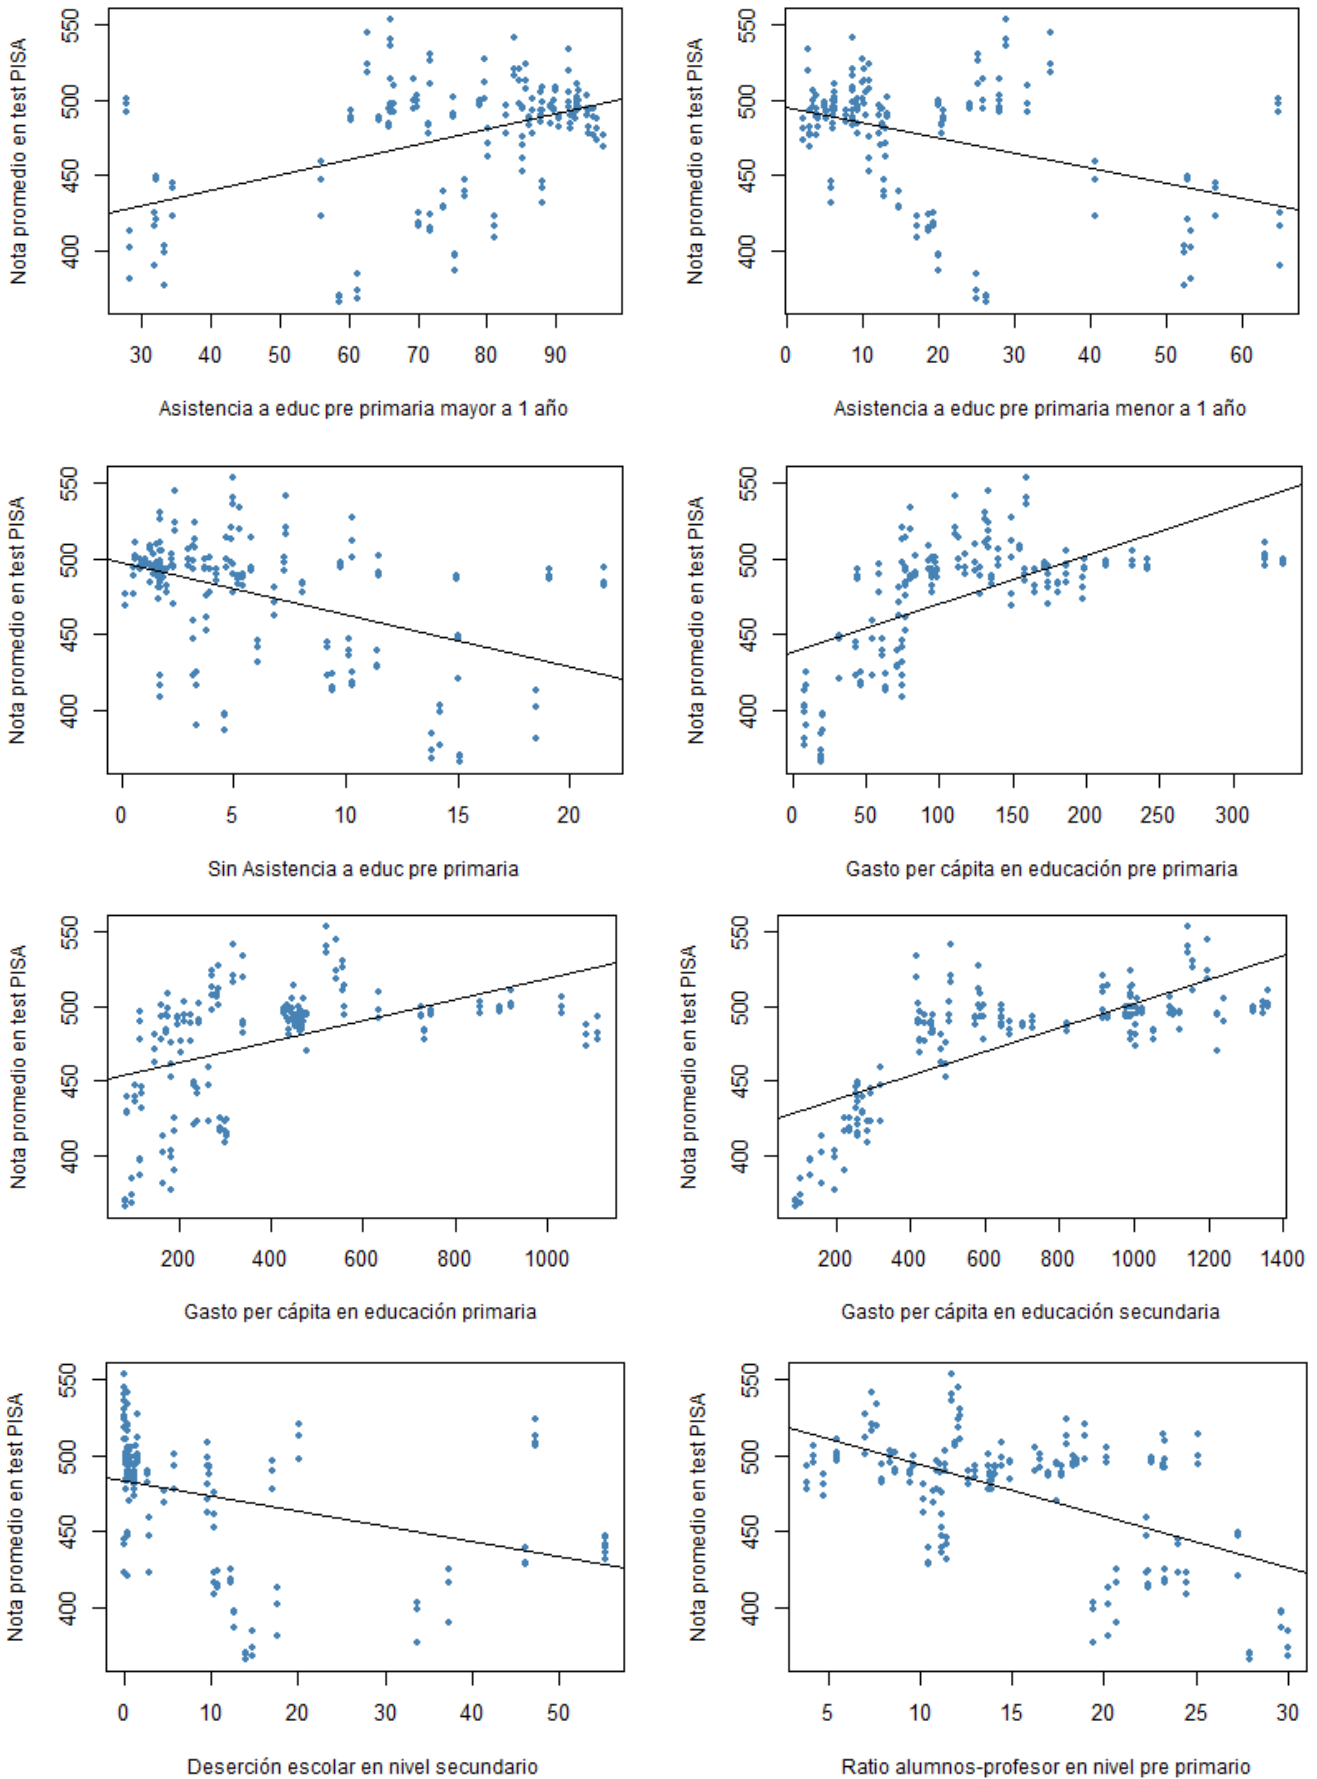 Nota promedio en test PISA
550
500
450
400
30 40 50 60 70 80 90
Asistencia a educ pre primaria mayor a 1 año
Nota promedio en test PISA
550
500
450
400
0 10 20 30 40 50 60
Asistencia a educ pre primaria menor a 1 año
Nota promedio en test PISA
550
500
450
400
0 5 10 15 20
Sin Asistencia a educ pre primaria
Nota promedio en test PISA
550
500
450
400
0 50 100 150 200 250 300
Gasto per cápita en educación pre primaria
Nota promedio en test PISA
550
500
450
400
200 400 600 800 1000
Gasto per cápita en educación primaria
Nota promedio en test PISA
550
500
450
400
200 400 600 800 1000 1200 1400
Gasto per cápita en educación secundaria
Nota promedio en test PISA
550
500
450
400
0 10 20 30 40 50
Deserción escolar en nivel secundario
Nota promedio en test PISA
550
500
450
400
5 10 15 20 25 30
Ratio alumnos-profesor en nivel pre primario